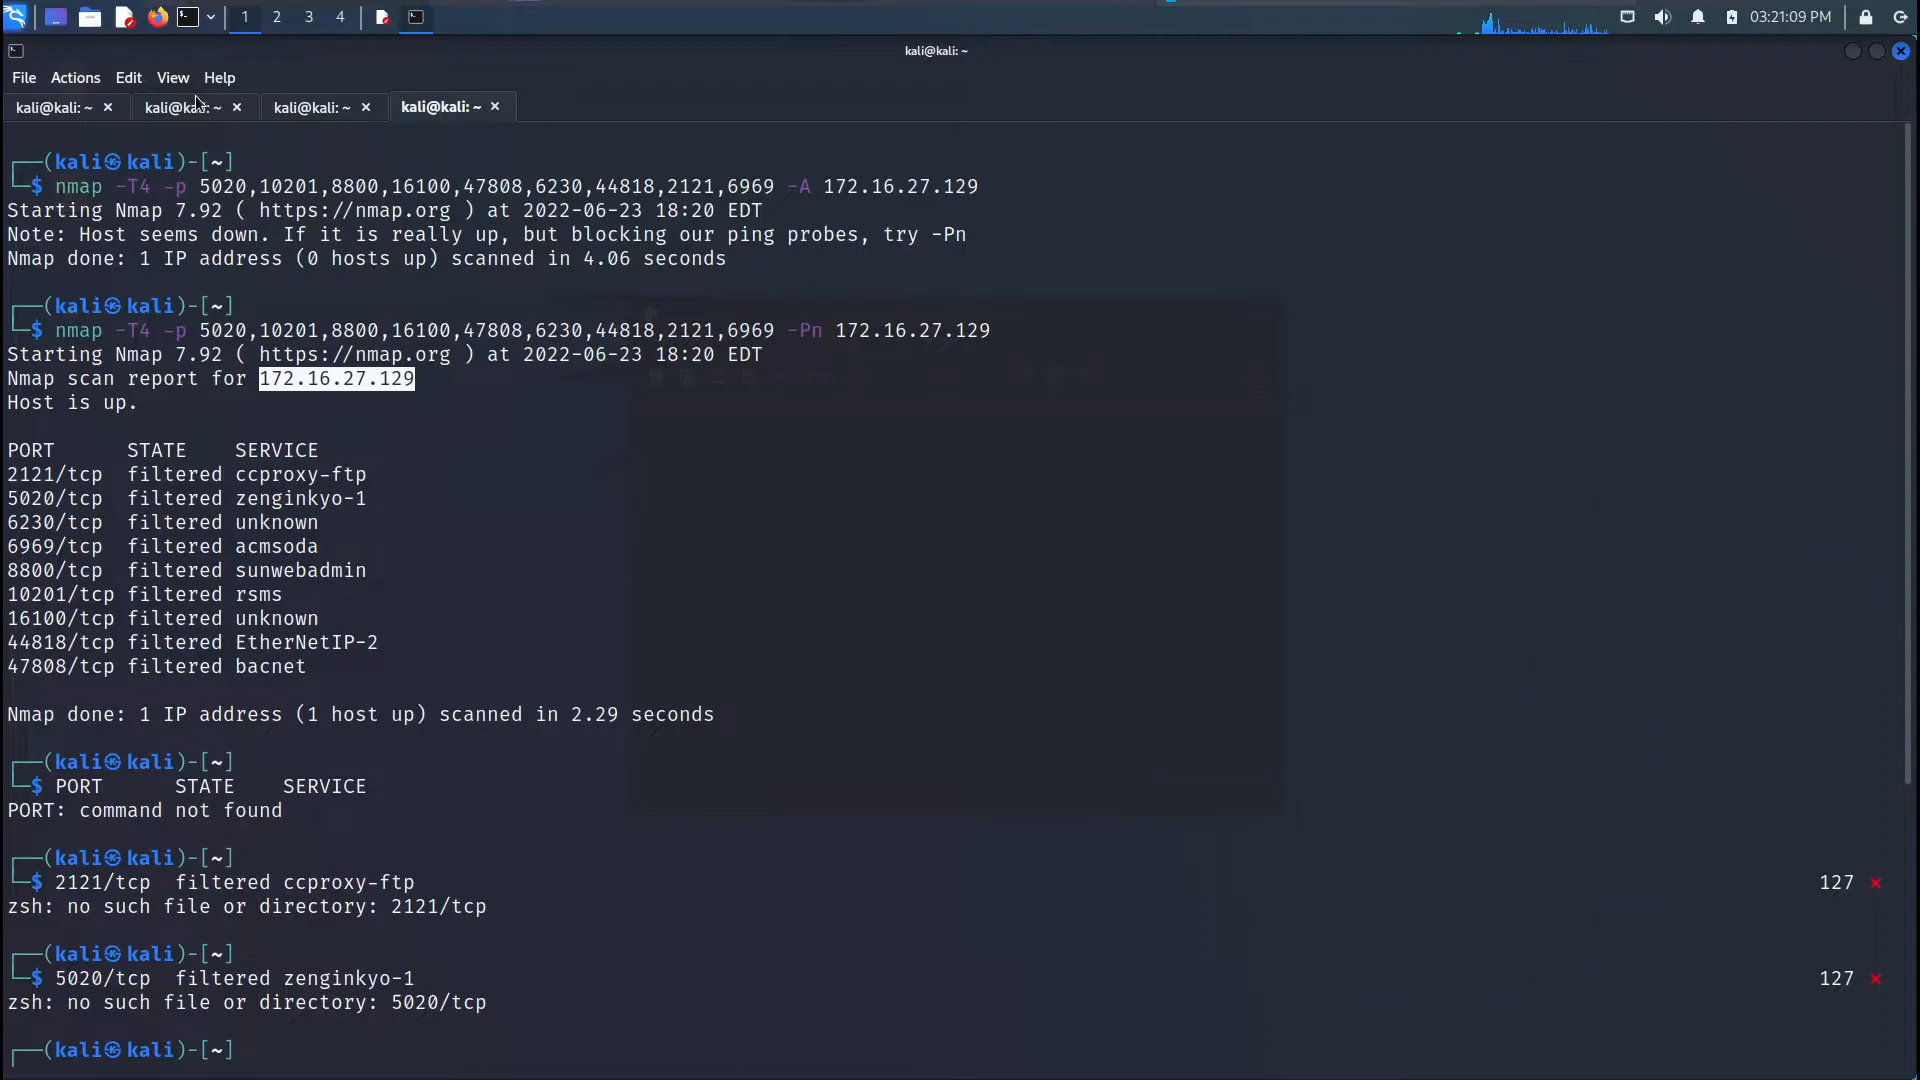 1 2 3 4 03:21:09 PM
kali@kali: ~
File Actions Edit View Help
kali@kali: ~ kali@kali: ~ kali@kali: ~ kali@kali: ~
┌──(kali㉿kali)-[~]
└─$ nmap -T4 -p 5020,10201,8800,16100,47808,6230,44818,2121,6969 -A 172.16.27.129
Starting Nmap 7.92 ( https://nmap.org ) at 2022-06-23 18:20 EDT
Note: Host seems down. If it is really up, but blocking our ping probes, try -Pn
Nmap done: 1 IP address (0 hosts up) scanned in 4.06 seconds
┌──(kali㉿kali)-[~]
└─$ nmap -T4 -p 5020,10201,8800,16100,47808,6230,44818,2121,6969 -Pn 172.16.27.129
Starting Nmap 7.92 ( https://nmap.org ) at 2022-06-23 18:20 EDT
Nmap scan report for 172.16.27.129
Host is up.
PORT STATE SERVICE
2121/tcp filtered ccproxy-ftp
5020/tcp filtered zenginkyo-1
6230/tcp filtered unknown
6969/tcp filtered acmsoda
8800/tcp filtered sunwebadmin
10201/tcp filtered rsms
16100/tcp filtered unknown
44818/tcp filtered EtherNetIP-2
47808/tcp filtered bacnet
Nmap done: 1 IP address (1 host up) scanned in 2.29 seconds
┌──(kali㉿kali)-[~]
└─$ PORT STATE SERVICE
PORT: command not found
┌──(kali㉿kali)-[~]
└─$ 2121/tcp filtered ccproxy-ftp 127 ⨯
zsh: no such file or directory: 2121/tcp
┌──(kali㉿kali)-[~]
└─$ 5020/tcp filtered zenginkyo-1 127 ⨯
zsh: no such file or directory: 5020/tcp
┌──(kali㉿kali)-[~]